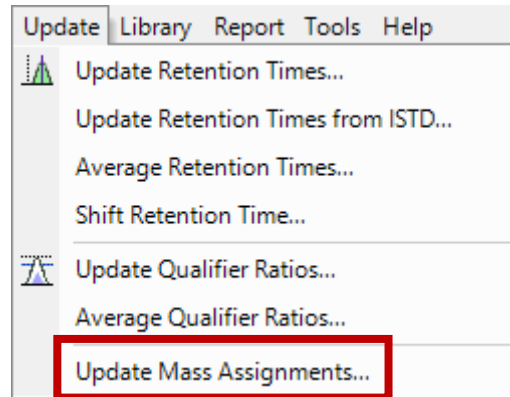 Update Library Report Tools Help
Update Retention Times...
Update Retention Times from ISTD...
Average Retention Times...
Shift Retention Time...
Update Qualifier Ratios...
Average Qualifier Ratios...
Update Mass Assignments...